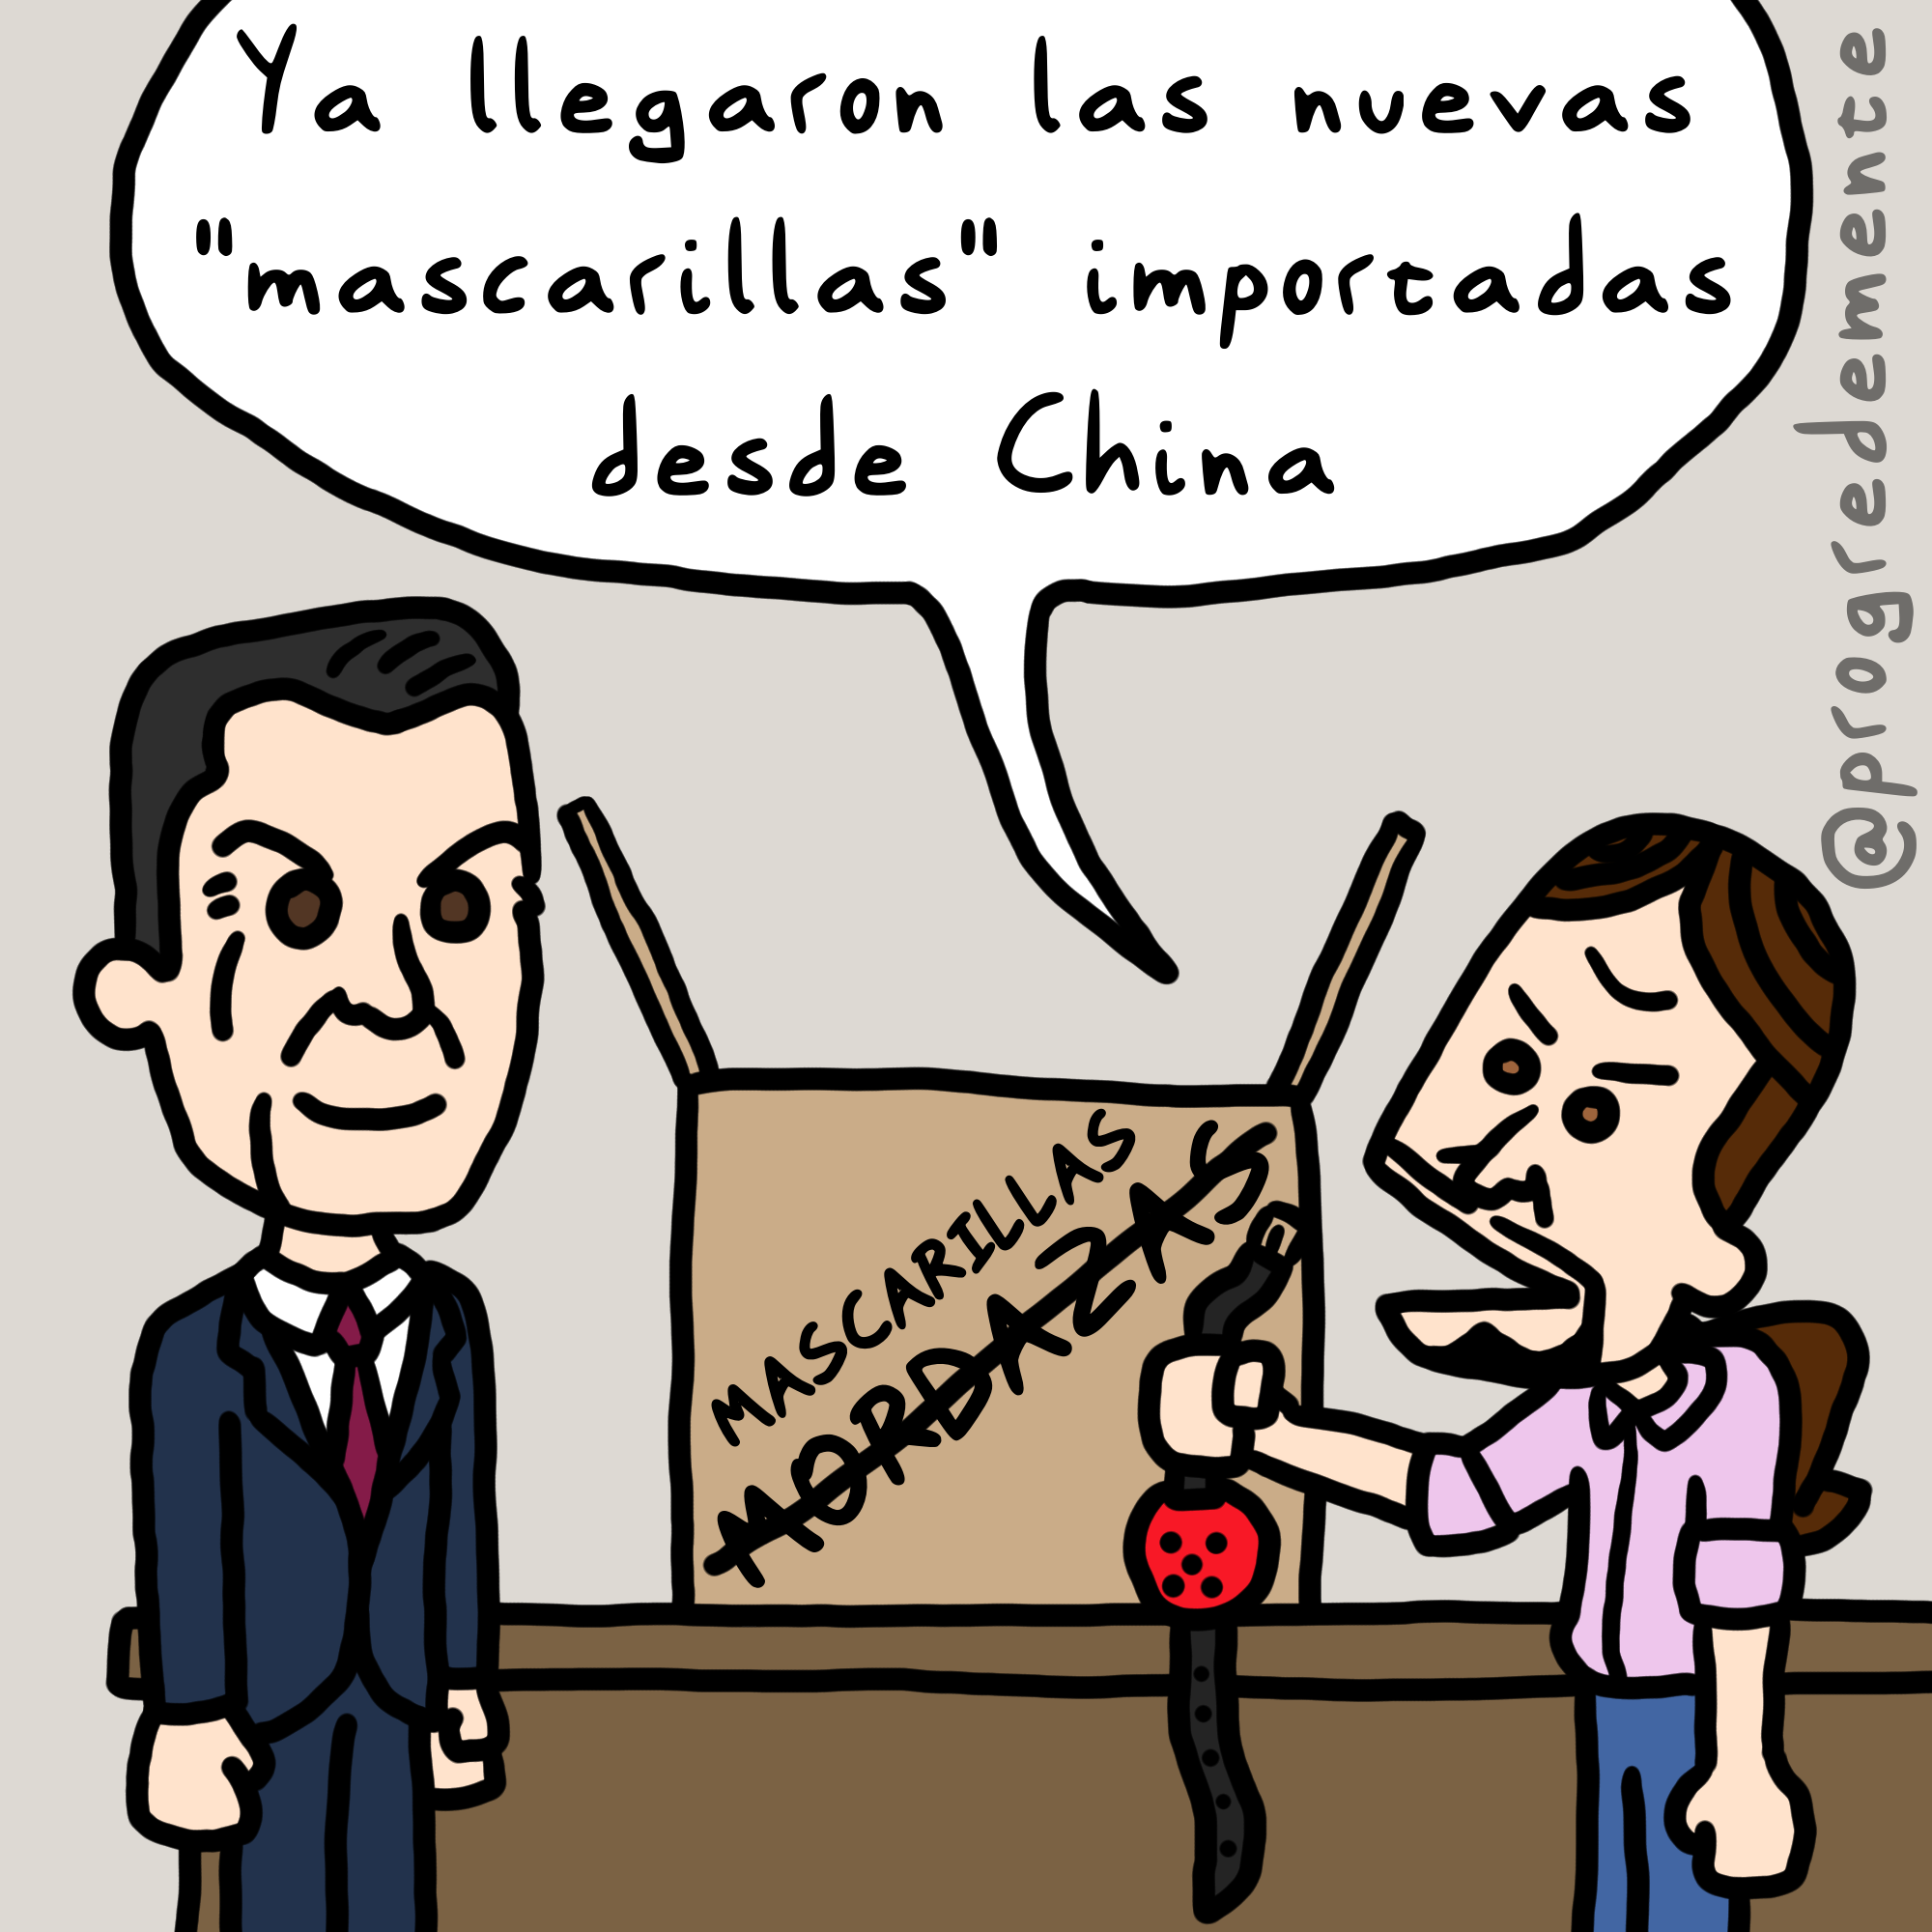 Ya llegaron las nuevas
"mascarillas" importadas
desde China
@progredemente
MASCARILLAS
MORDAZAS